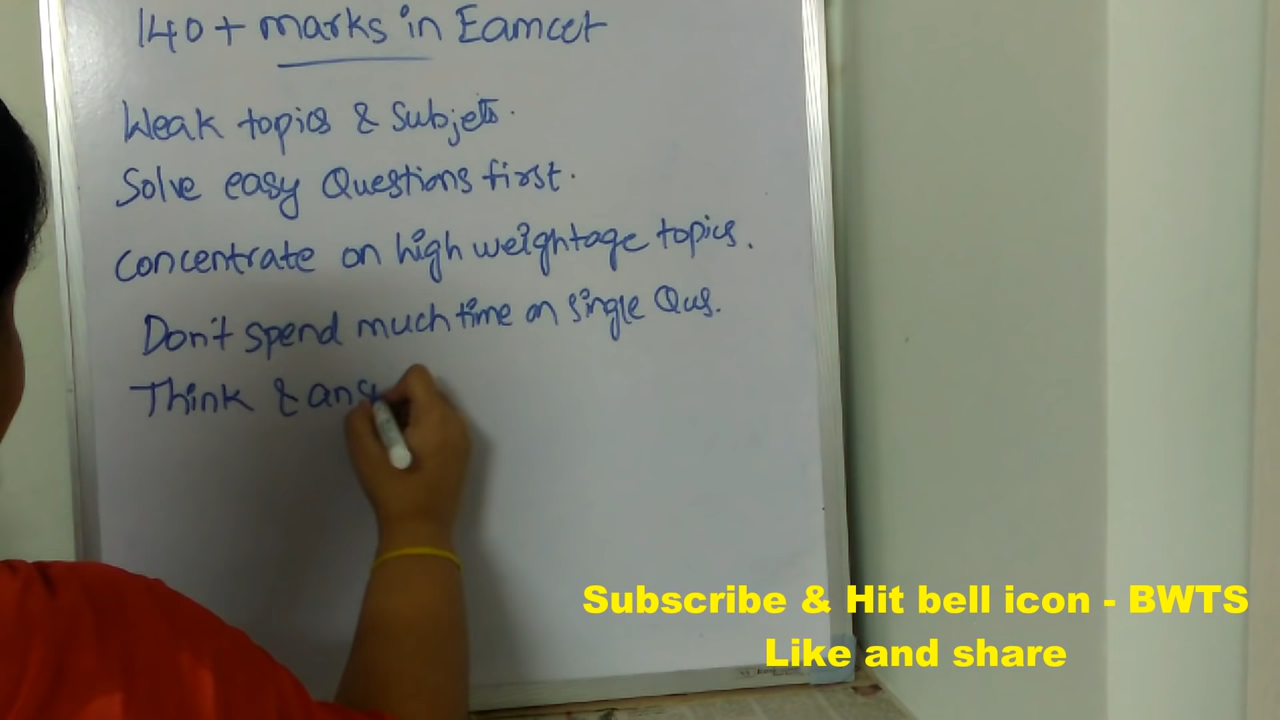 140+ marks in Eamcet
Weak topics & Subjets.
Solve easy Questions first.
Concentrate on high weightage topics.
Don't spend much time on single Qus.
Think & ans
Subscribe & Hit bell icon - BWTS
Like and share